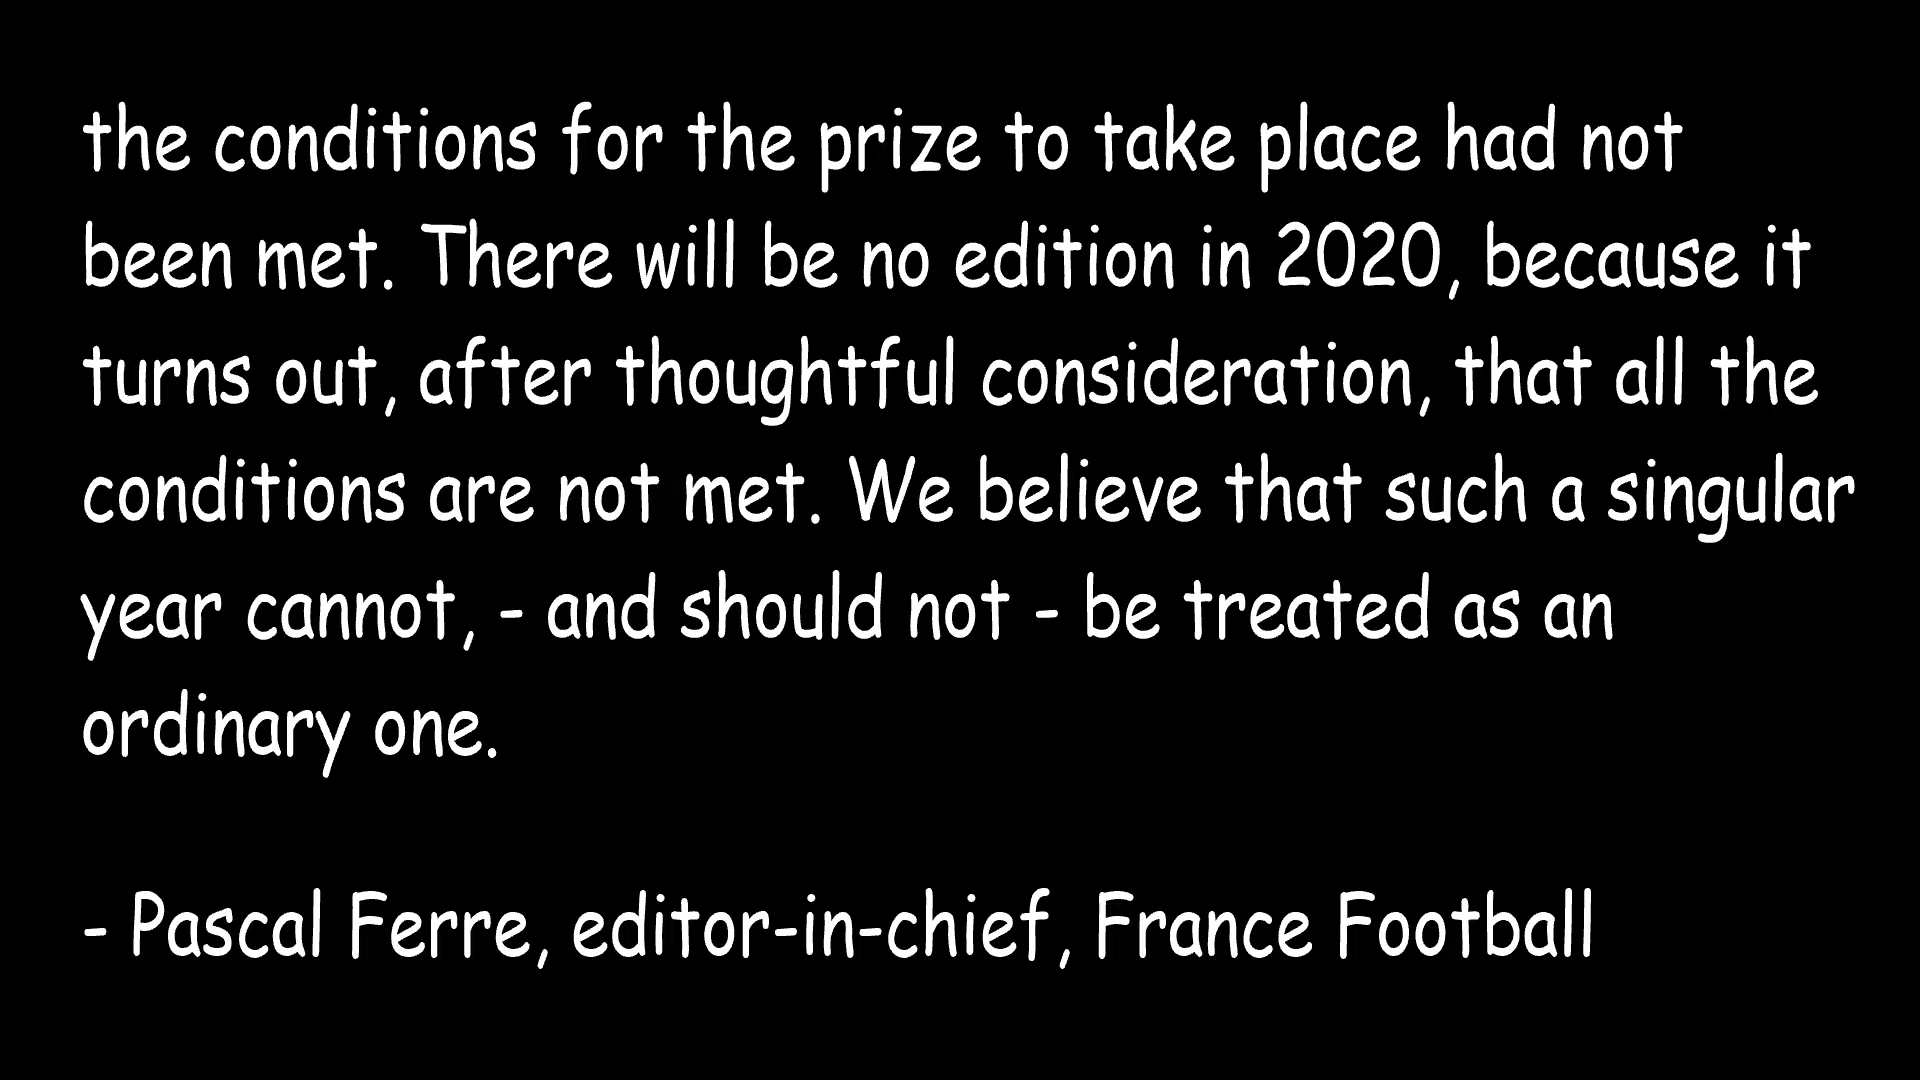 the conditions for the prize to take place had not
been met. There will be no edition in 2020, because it
turns out, after thoughtful consideration, that all the
conditions are not met. We believe that such a singular
year cannot, - and should not - be treated as an
ordinary one.
- Pascal Ferre, editor-in-chief, France Football